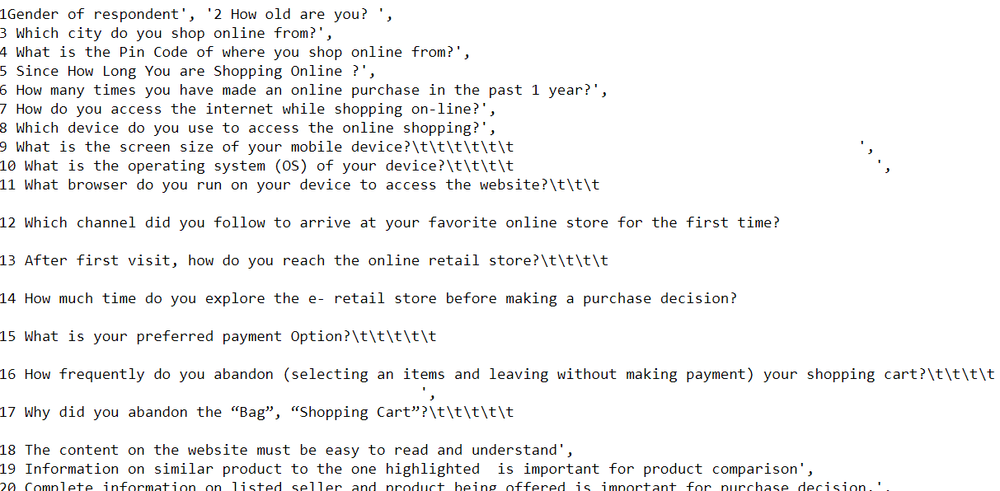 1Gender of respondent', '2 How old are you? ',
3 Which city do you shop online from?',
4 What is the Pin Code of where you shop online from?',
5 Since How Long You are Shopping Online ?',
6 How many times you have made an online purchase in the past 1 year?',
7 How do you access the internet while shopping on-line?',
8 Which device do you use to access the online shopping?',
9 What is the screen size of your mobile device?\t\t\t\t\t\t ',
10 What is the operating system (OS) of your device?\t\t\t\t ',
11 What browser do you run on your device to access the website?\t\t\t
12 Which channel did you follow to arrive at your favorite online store for the first time?
13 After first visit, how do you reach the online retail store?\t\t\t\t
14 How much time do you explore the e- retail store before making a purchase decision?
15 What is your preferred payment Option?\t\t\t\t\t
16 How frequently do you abandon (selecting an items and leaving without making payment) your shopping cart?\t\t\t\t
',
17 Why did you abandon the “Bag”, “Shopping Cart”?\t\t\t\t\t
18 The content on the website must be easy to read and understand',
19 Information on similar product to the one highlighted  is important for product comparison',
20 Complete information on listed seller and product being offered is important for purchase decision.',